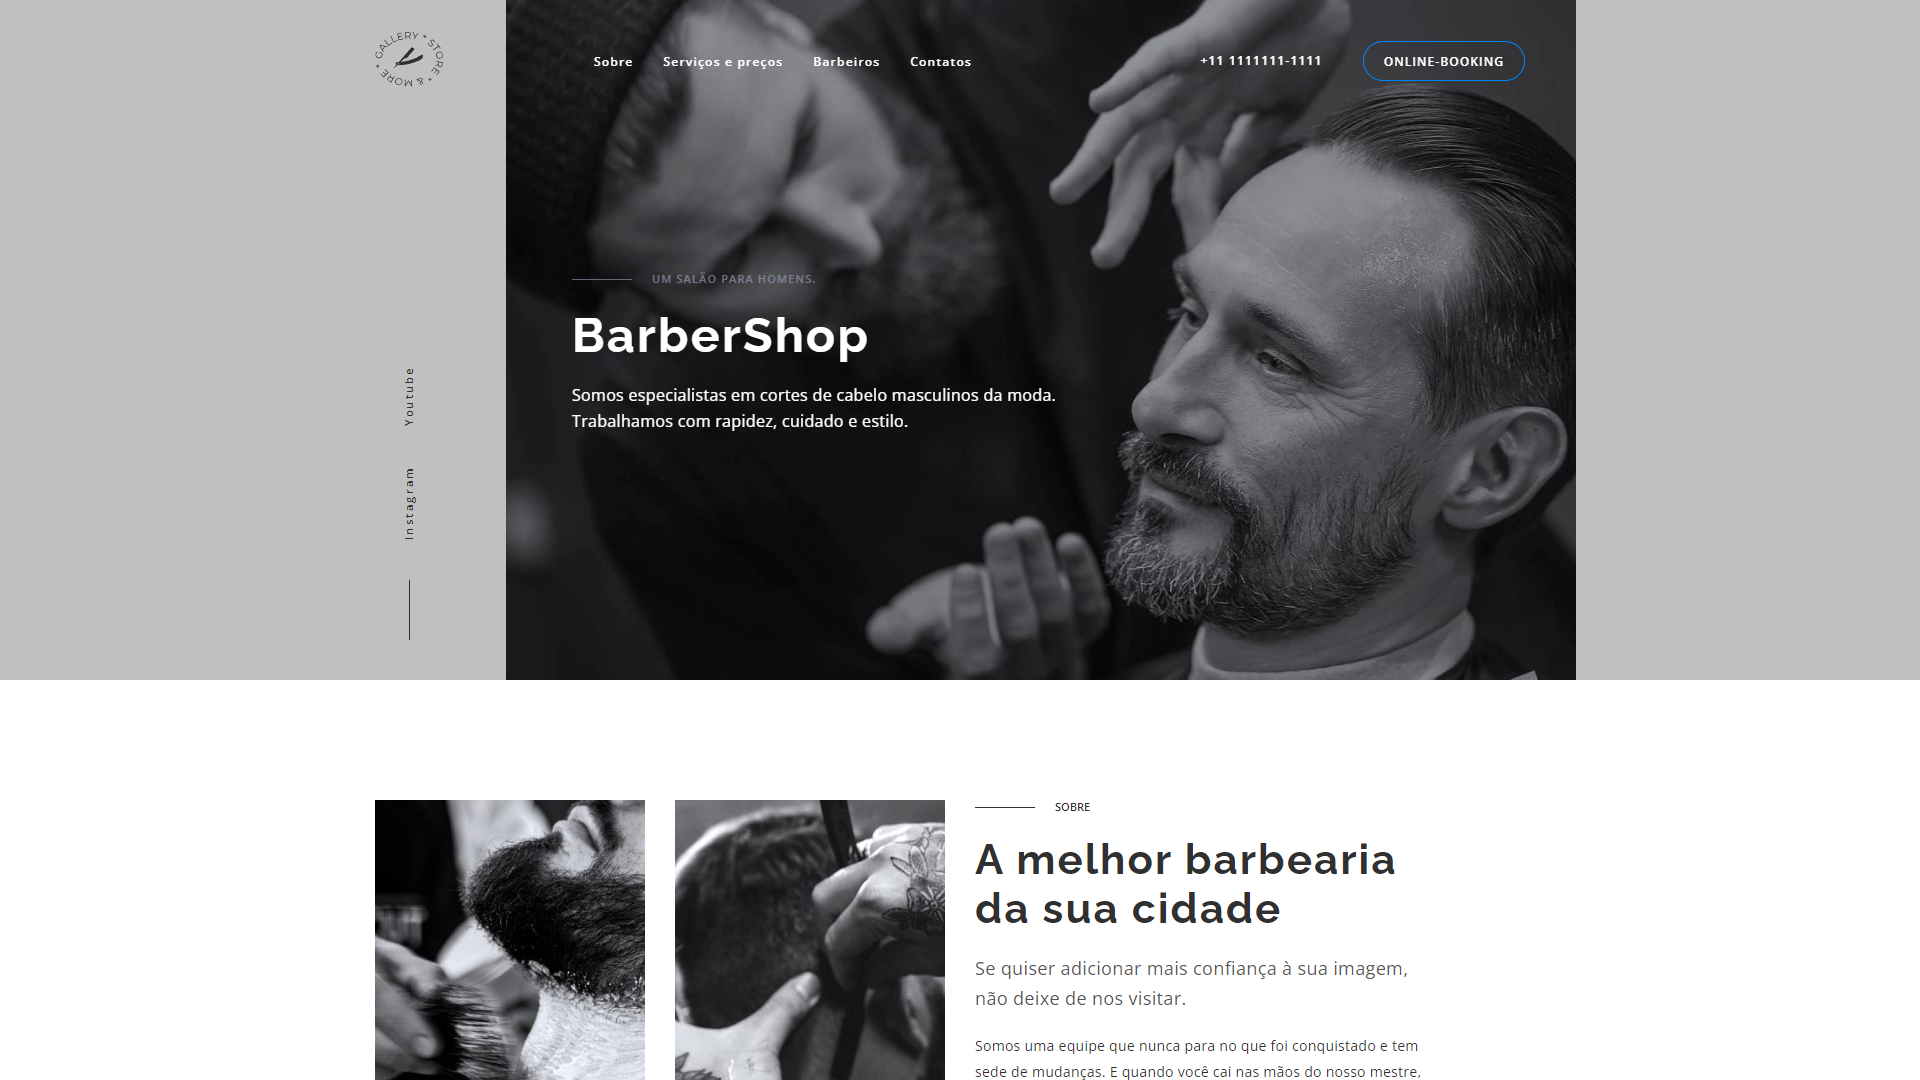 GALLERY * STORE * & MORE *
Sobre
Serviços e preços
Barbeiros
Contatos
+11 1111111-1111
ONLINE-BOOKING
UM SALÃO PARA HOMENS.
BarberShop
Somos especialistas em cortes de cabelo masculinos da moda.
Trabalhamos com rapidez, cuidado e estilo.
Youtube
Instagram
SOBRE
A melhor barbearia
da sua cidade
Se quiser adicionar mais confiança à sua imagem,
não deixe de nos visitar.
Somos uma equipe que nunca para no que foi conquistado e tem
sede de mudanças. E quando você cai nas mãos do nosso mestre,